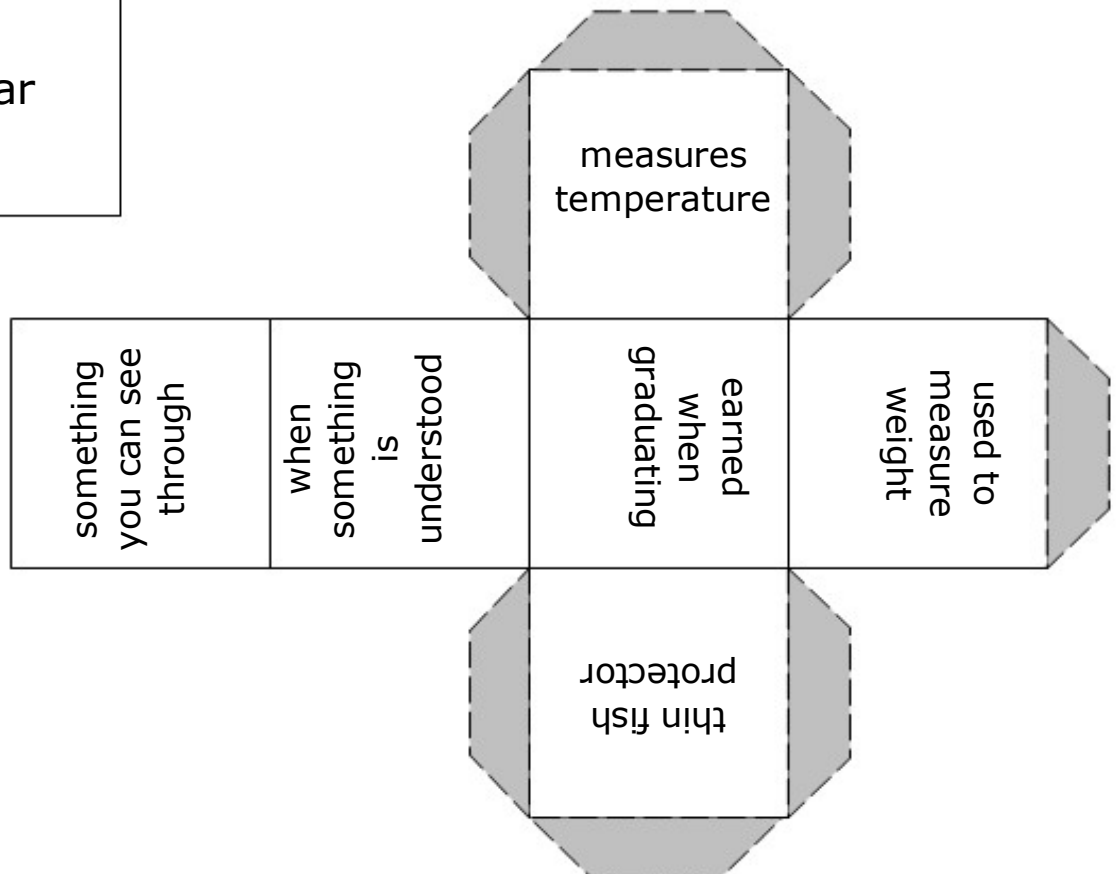 ar
measures
temperature
something
you can see
through
when
something
is
understood
earned
when
graduating
used to
measure
weight
thin fish
protector